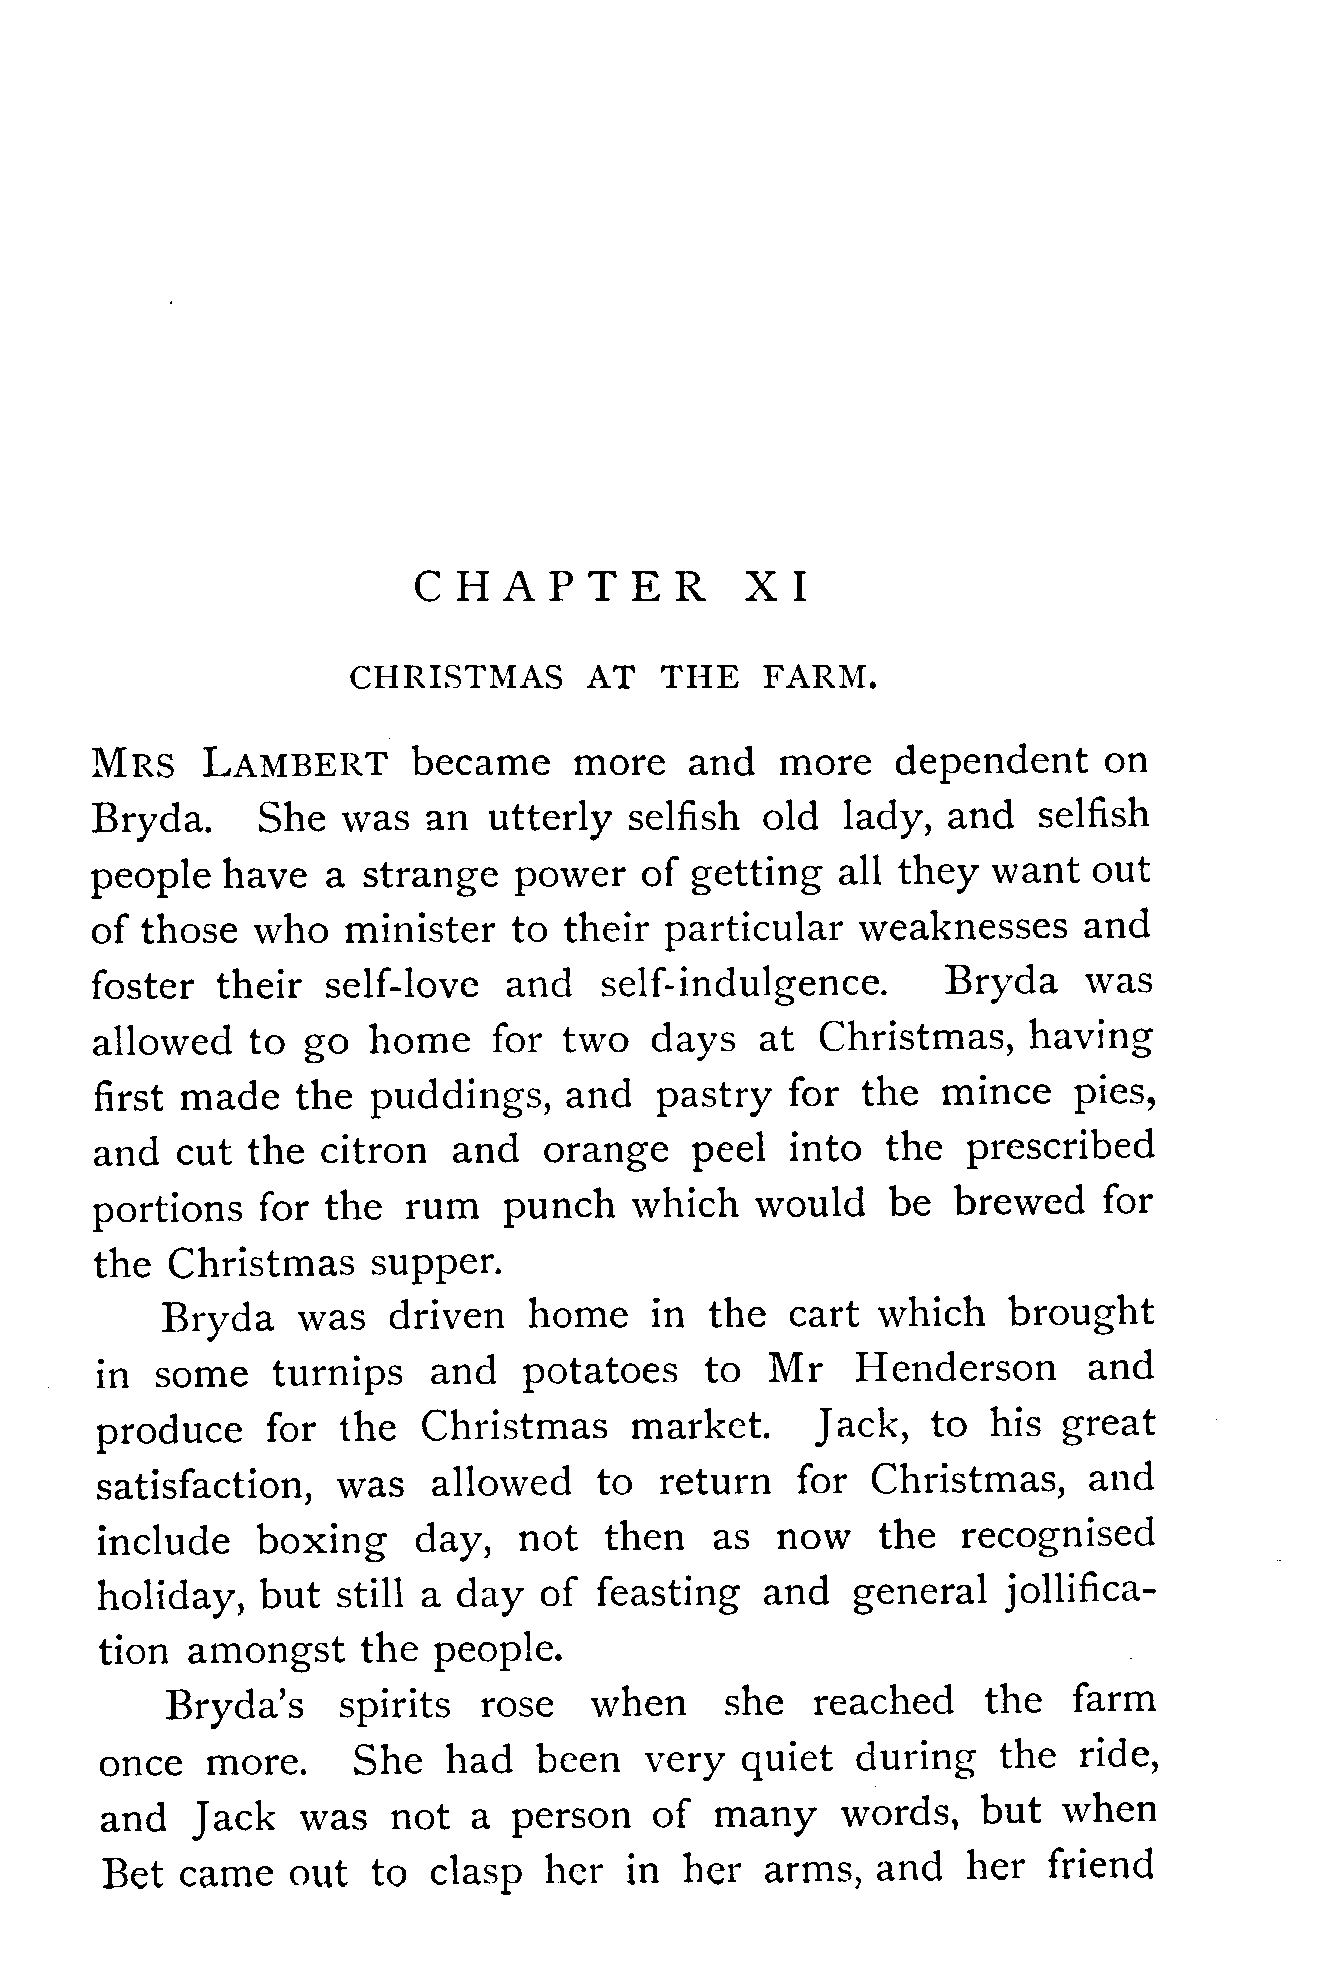 CHAPTER XI
CHRISTMAS AT THE FARM.
MRS LAMBERT became more and more dependent on
Bryda. She was an utterly selfish old lady, and selfish
people have a strange power of getting all they want out
of those who minister to their particular weaknesses and
foster their self-love and self-indulgence. Bryda was
allowed to go home for two days at Christmas, having
first made the puddings, and pastry for the mince pies,
and cut the citron and orange peel into the prescribed
portions for the rum punch which would be brewed for
the Christmas supper.
Bryda was driven home in the cart which brought
in some turnips and potatoes to Mr Henderson and
produce for the Christmas market. Jack, to his great
satisfaction, was allowed to return for Christmas, and
include boxing day, not then as now the recognised
holiday, but still a day of feasting and general jollifica-
tion amongst the people.
Bryda's spirits rose when she reached the farm
once more. She had been very quiet during the ride,
and Jack was not a person of many words, but when
Bet came out to clasp her in her arms, and her friend